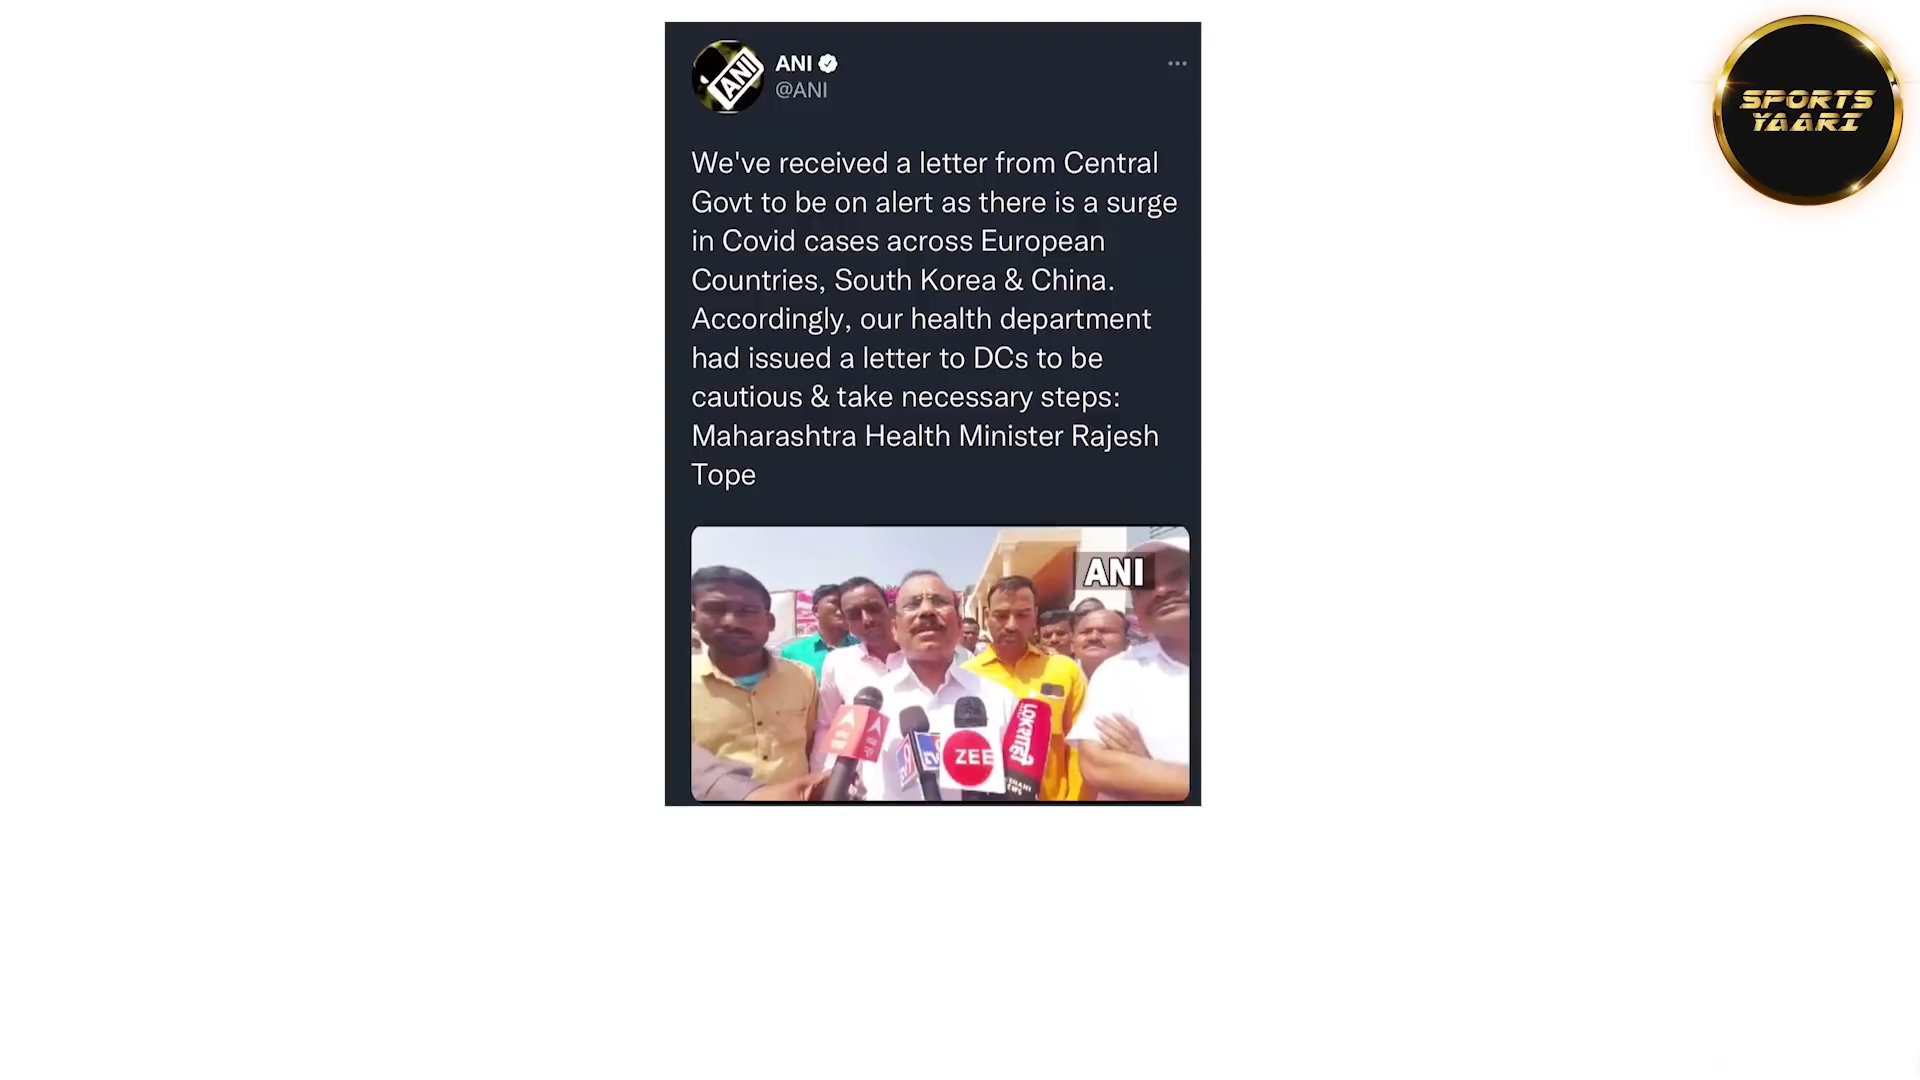 ANI
@ANI
SPORTS
YAARI
We've received a letter from Central
Govt to be on alert as there is a surge
in Covid cases across European
Countries, South Korea & China.
Accordingly, our health department
had issued a letter to DCs to be
cautious & take necessary steps:
Maharashtra Health Minister Rajesh
Tope
ANI
ZEE
लोकशाही